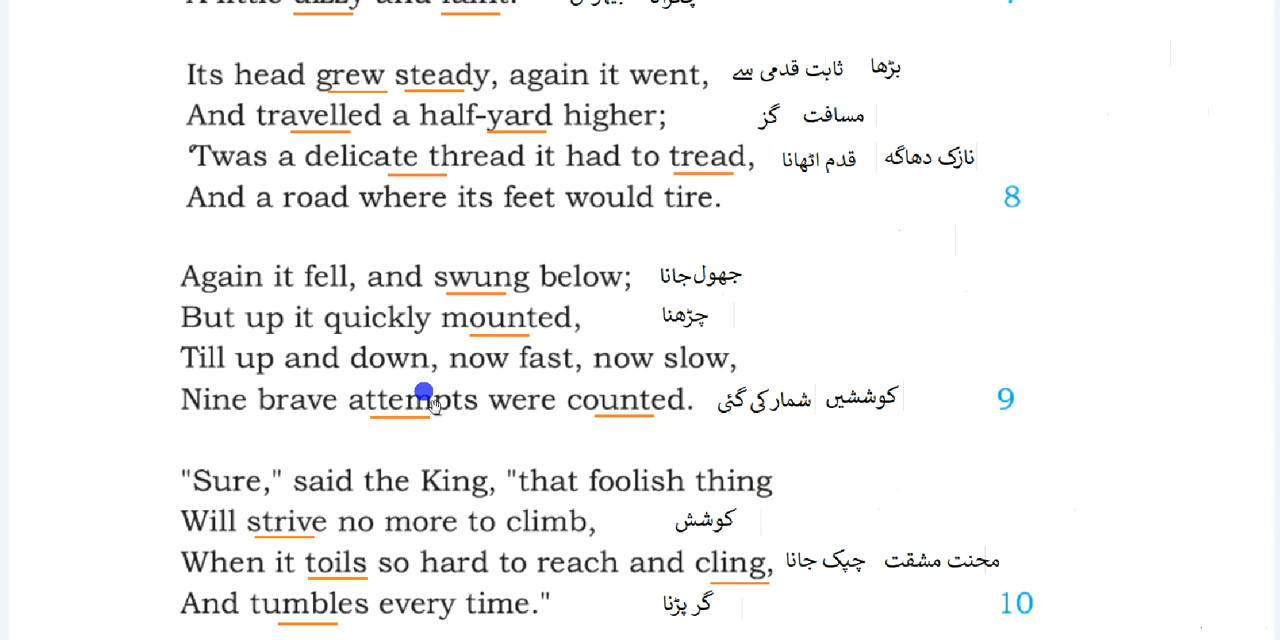 A little dizzy and faint. 7
Its head grew steady, again it went, ثابت قدمی سے بڑھا
And travelled a half-yard higher; گز مسافت
'Twas a delicate thread it had to tread, قدم اٹھانا نازک دھاگہ
And a road where its feet would tire. 8
Again it fell, and swung below; جھول جانا
But up it quickly mounted, چڑھنا
Till up and down, now fast, now slow,
Nine brave attempts were counted. شمار کی گئی کوششیں 9
"Sure," said the King, "that foolish thing
Will strive no more to climb, کوشش
When it toils so hard to reach and cling, چپک جانا محنت مشقت
And tumbles every time." گر پڑنا 10